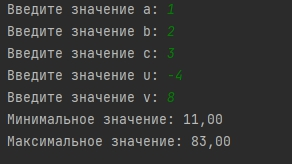 Введите значение a: 1
Введите значение b: 2
Введите значение c: 3
Введите значение u: -4
Введите значение v: 8
Минимальное значение: 11,00
Максимальное значение: 83,00